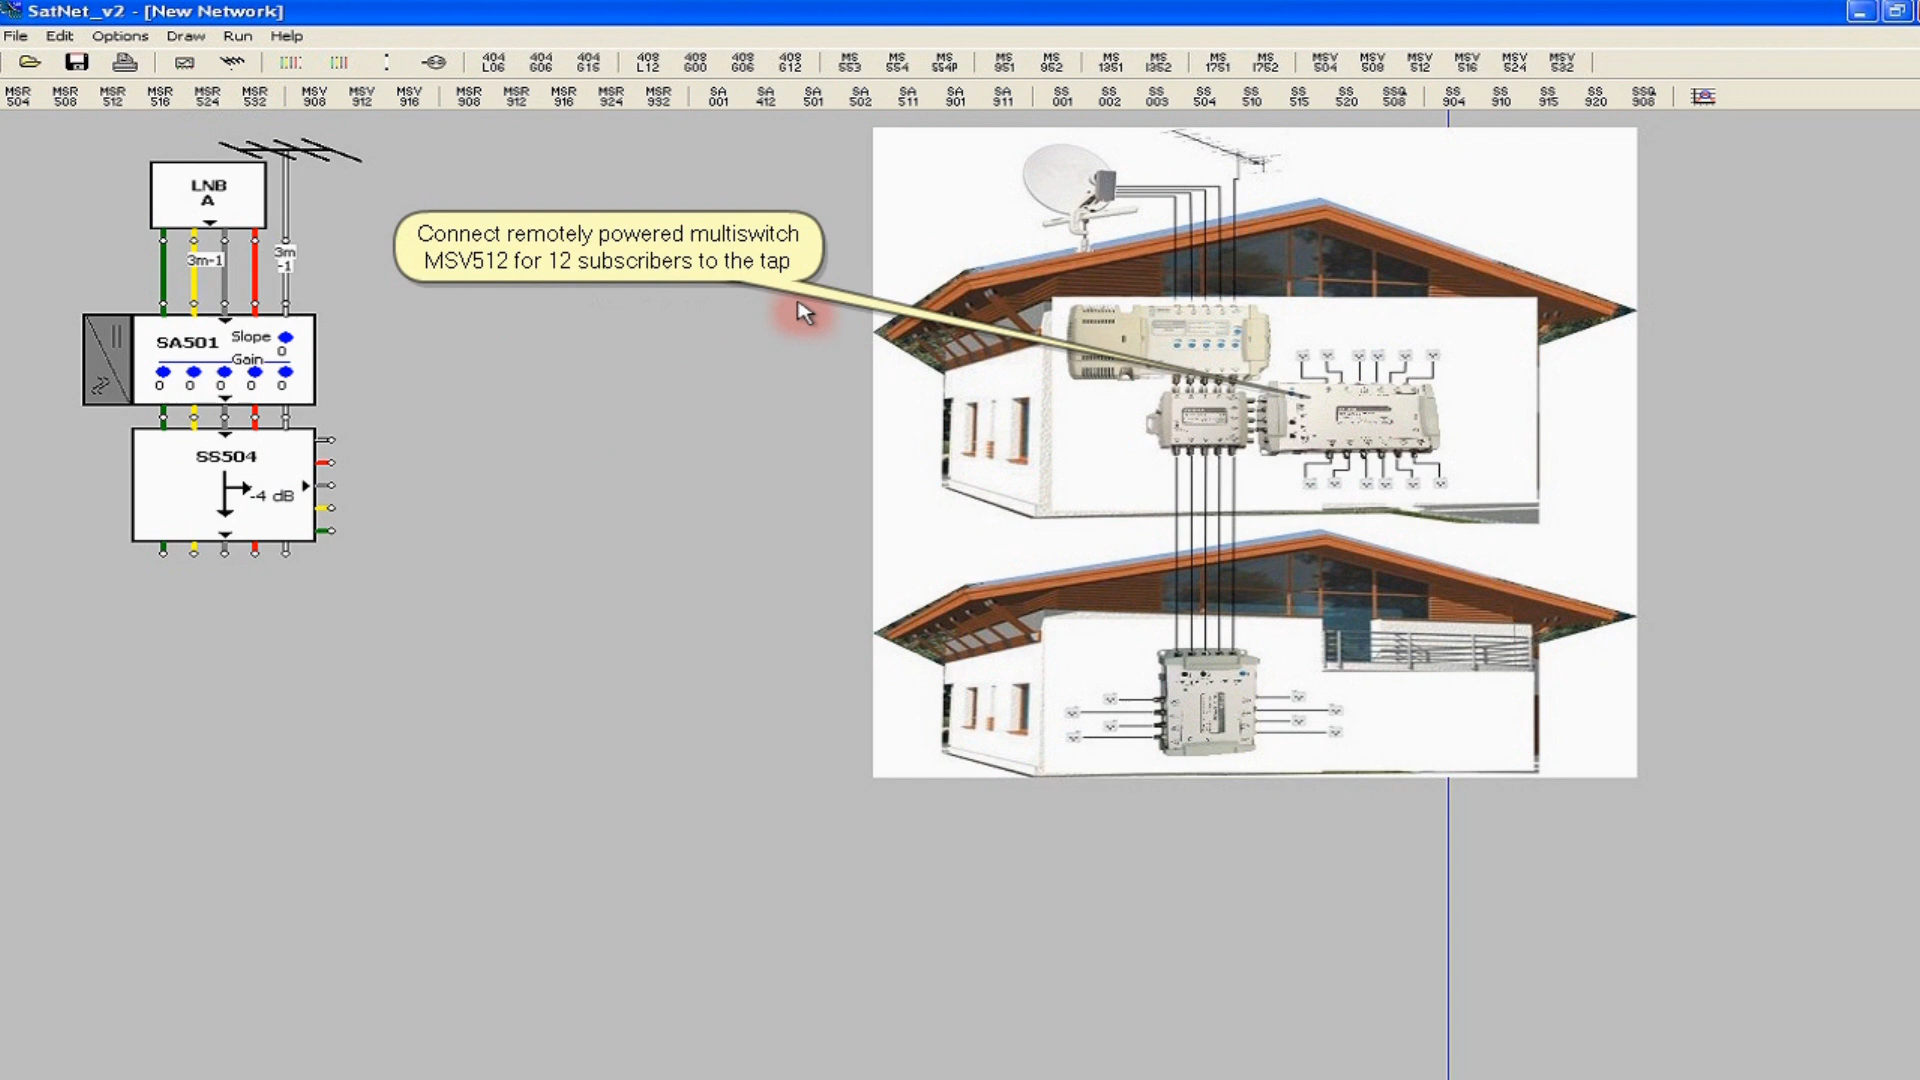 SatNet_v2 - [New Network]
File Edit Options Draw Run Help
404 L06 404 G06 404 G16 408 L12 408 G00 408 G06 408 G12 MS 553 MS 554 MS 554P MS 951 MS 952 MS 1351 MS 1352 MS 1751 MS 1752 MSV 504 MSV 508 MSV 512 MSV 516 MSV 524 MSV 532
MSR 504 MSR 508 MSR 512 MSR 516 MSR 524 MSR 532 MSV 908 MSV 912 MSV 916 MSR 908 MSR 912 MSR 916 MSR 924 MSR 932 SA 001 SA 412 SA 501 SA 502 SA 511 SA 901 SA 911 SS 001 SS 002 SS 003 SS 504 SS 510 SS 515 SS 520 SSQ 508 SS 904 SS 910 SS 915 SS 920 SSQ 908
LNB
A
3m-1
3m
-1
Connect remotely powered multiswitch
MSV512 for 12 subscribers to the tap
SA501 Slope
0
Gain
0 0 0 0 0
SS504
-4 dB